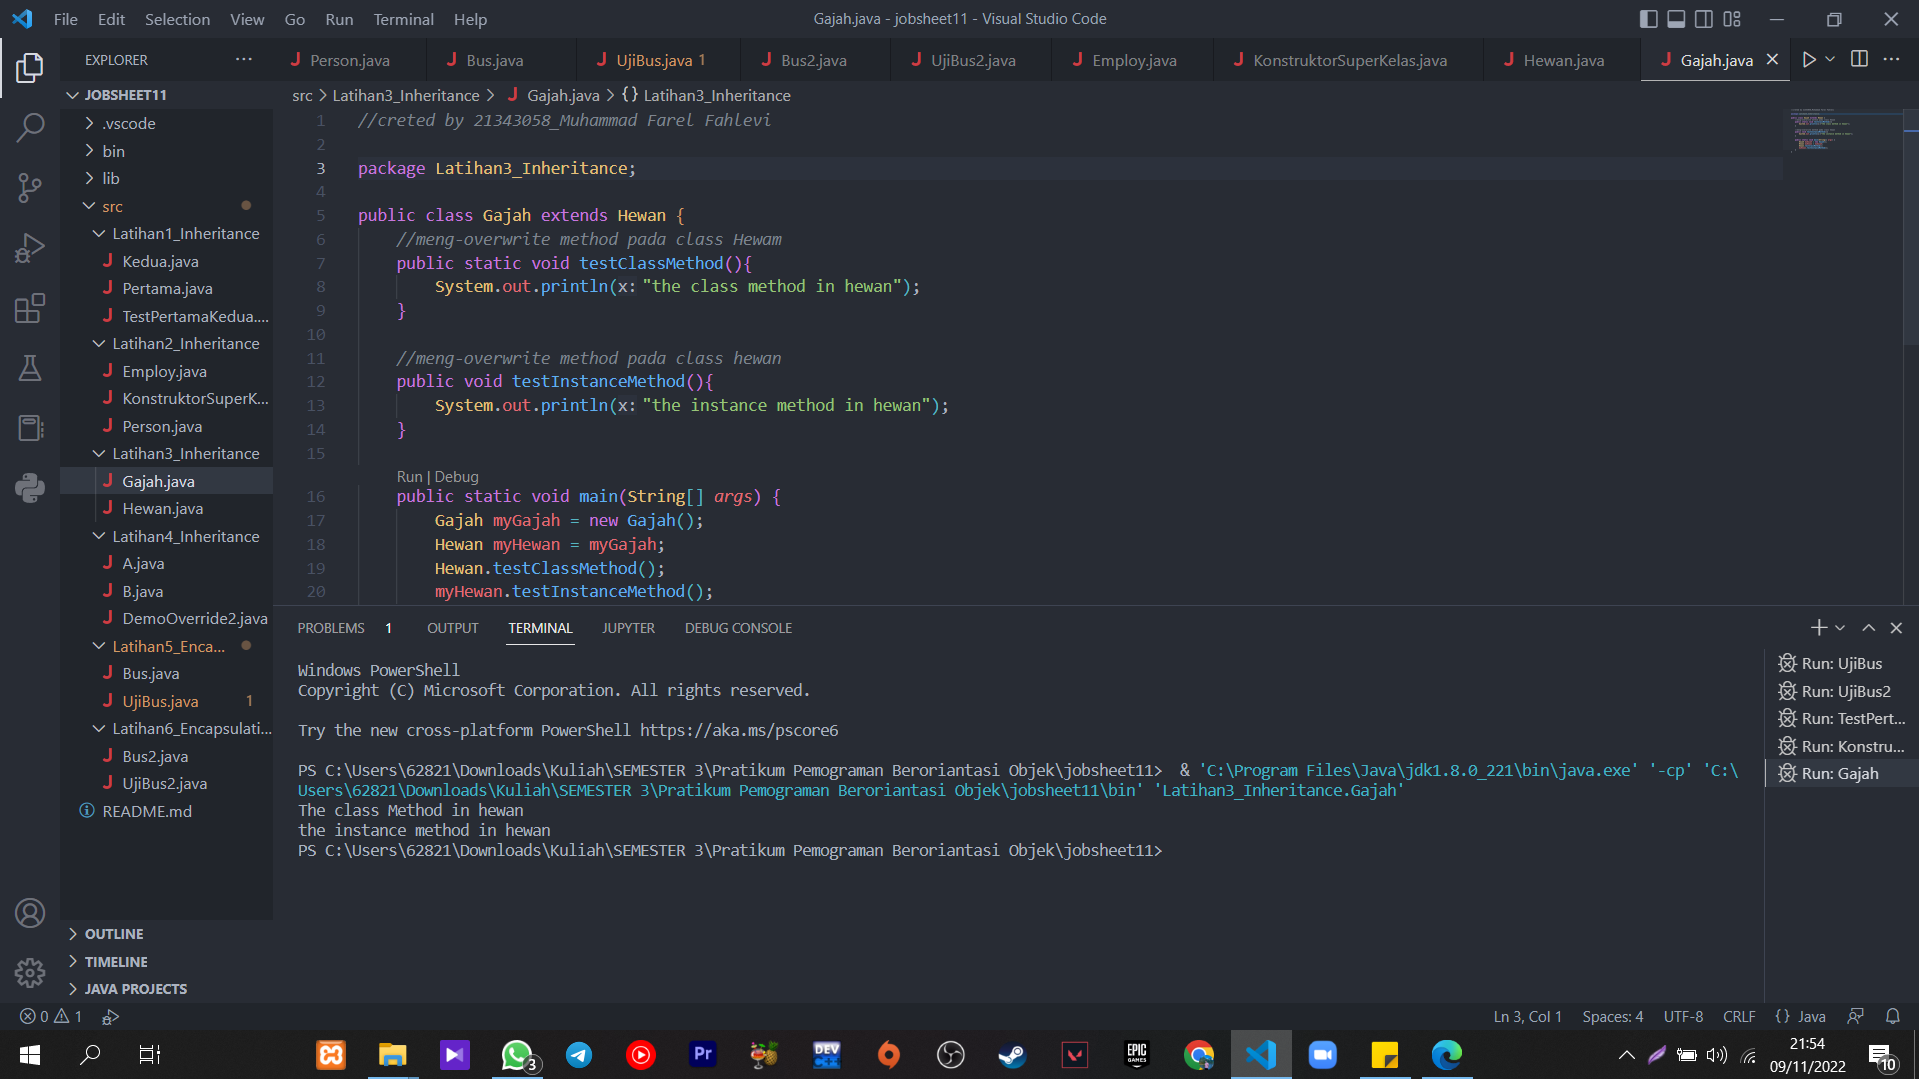 File Edit Selection View Go Run Terminal Help
Gajah.java - jobsheet11 - Visual Studio Code
EXPLORER
Person.java Bus.java UjiBus.java 1 Bus2.java UjiBus2.java Employ.java KonstruktorSuperKelas.java Hewan.java Gajah.java
JOBSHEET11
.vscode
bin
lib
src
Latihan1_Inheritance
Kedua.java
Pertama.java
TestPertamaKedua....
Latihan2_Inheritance
Employ.java
KonstruktorSuperK...
Person.java
Latihan3_Inheritance
Gajah.java
Hewan.java
Latihan4_Inheritance
A.java
B.java
DemoOverride2.java
Latihan5_Enca...
Bus.java
UjiBus.java 1
Latihan6_Encapsulati...
Bus2.java
UjiBus2.java
README.md
OUTLINE
TIMELINE
JAVA PROJECTS
src > Latihan3_Inheritance > Gajah.java > {} Latihan3_Inheritance
1 //creted by 21343058_Muhammad Farel Fahlevi
2
3 package Latihan3_Inheritance;
4
5 public class Gajah extends Hewan {
6 //meng-overwrite method pada class Hewam
7 public static void testClassMethod(){
8 System.out.println(x: "the class method in hewan");
9 }
10
11 //meng-overwrite method pada class hewan
12 public void testInstanceMethod(){
13 System.out.println(x: "the instance method in hewan");
14 }
15
Run | Debug
16 public static void main(String[] args) {
17 Gajah myGajah = new Gajah();
18 Hewan myHewan = myGajah;
19 Hewan.testClassMethod();
20 myHewan.testInstanceMethod();
PROBLEMS 1 OUTPUT TERMINAL JUPYTER DEBUG CONSOLE
Windows PowerShell
Copyright (C) Microsoft Corporation. All rights reserved.
Try the new cross-platform PowerShell https://aka.ms/pscore6
PS C:\Users\62821\Downloads\Kuliah\SEMESTER 3\Pratikum Pemograman Beroriantasi Objek\jobsheet11>  & 'C:\Program Files\Java\jdk1.8.0_221\bin\java.exe' '-cp' 'C:\
Users\62821\Downloads\Kuliah\SEMESTER 3\Pratikum Pemograman Beroriantasi Objek\jobsheet11\bin' 'Latihan3_Inheritance.Gajah'
The class Method in hewan
the instance method in hewan
PS C:\Users\62821\Downloads\Kuliah\SEMESTER 3\Pratikum Pemograman Beroriantasi Objek\jobsheet11>
Run: UjiBus
Run: UjiBus2
Run: TestPert...
Run: Konstru...
Run: Gajah
0 1
Ln 3, Col 1 Spaces: 4 UTF-8 CRLF {} Java
3
Pr
DEV C++
EPIC GAMES
21:54
09/11/2022
10